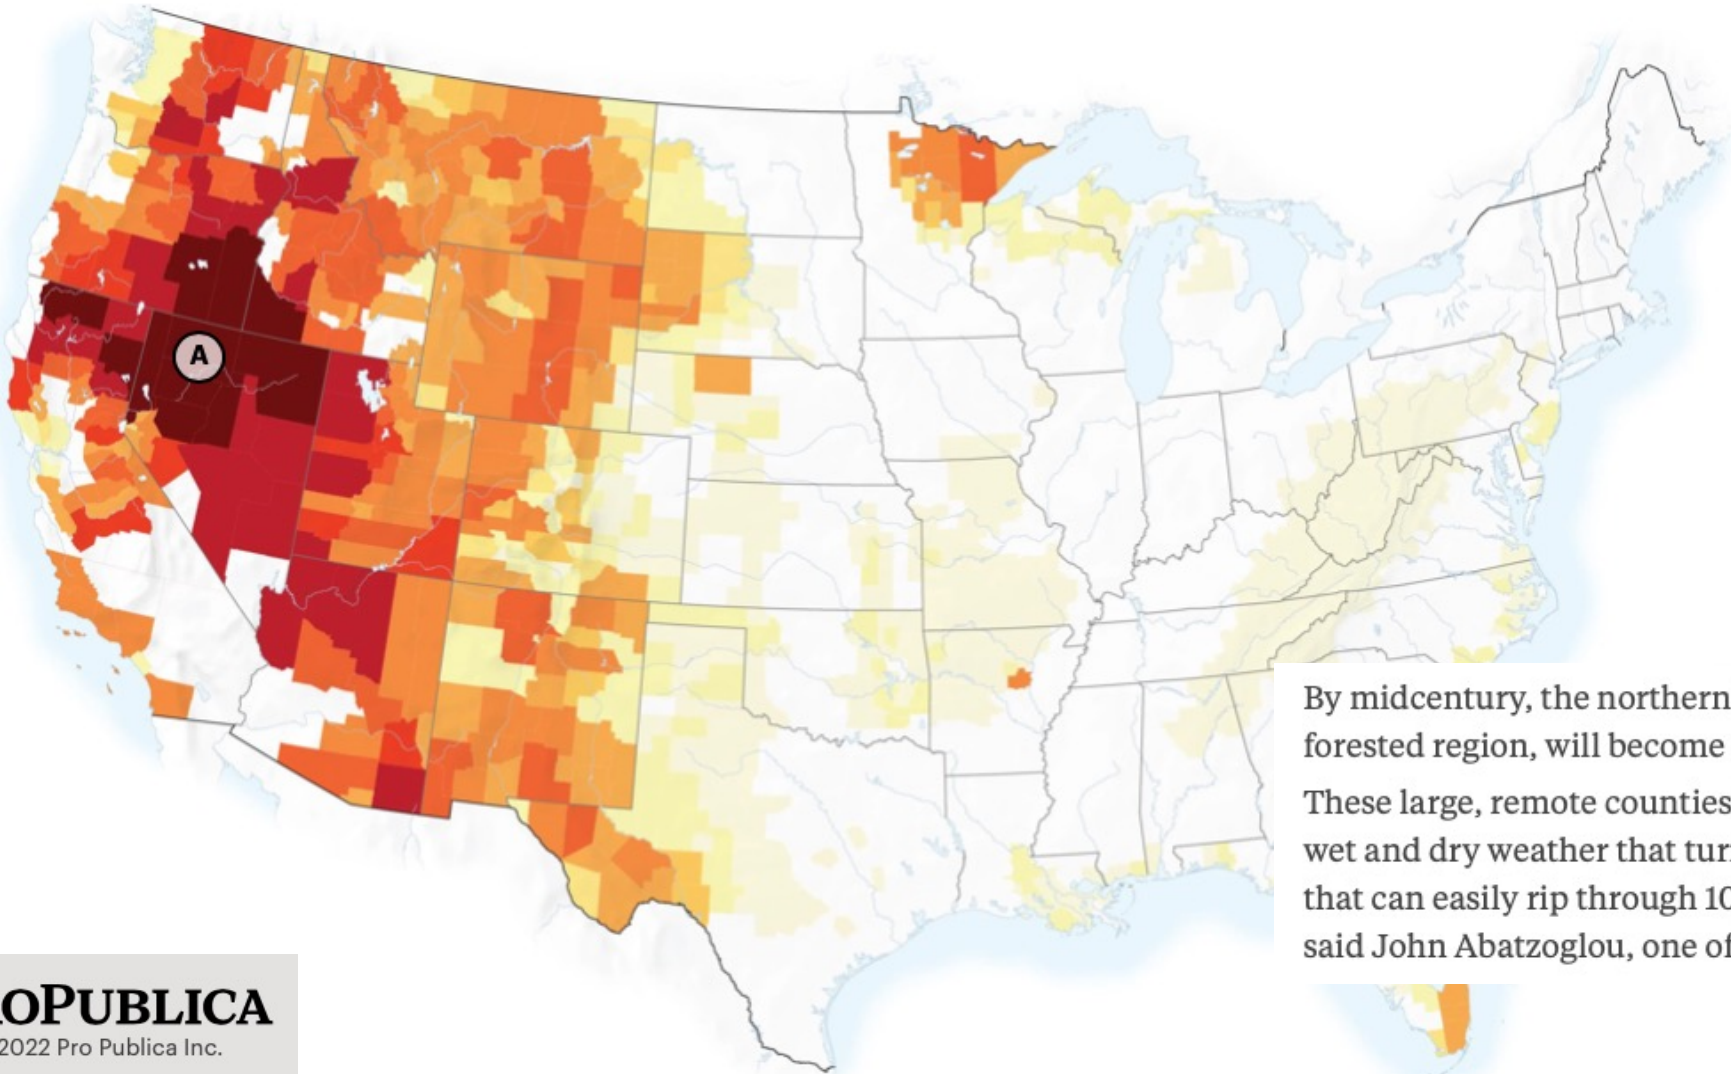 A
By midcentury, the northern
forested region, will become
These large, remote counties
wet and dry weather that
that can easily rip through 10
said John Abatzoglou, one of
OPUBLICA
2022 Pro Publica Inc.